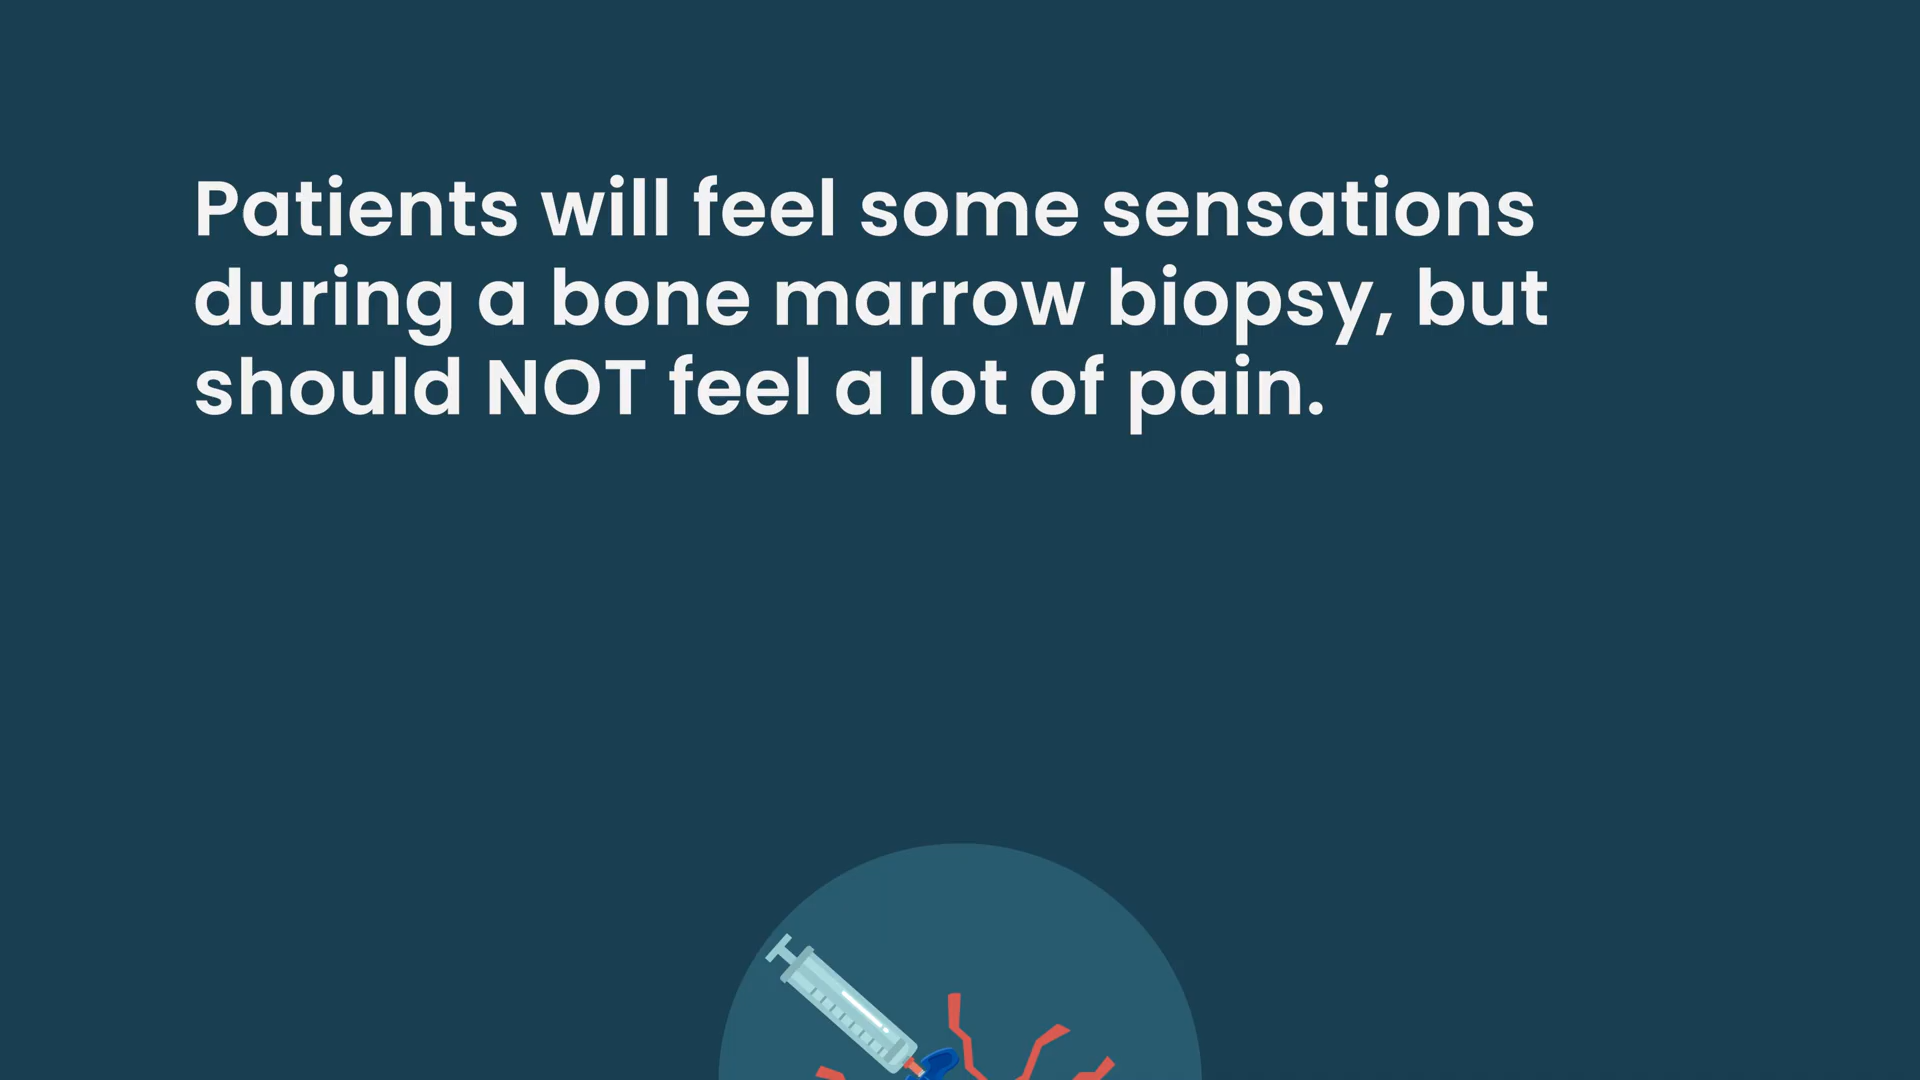 Patients will feel some sensations
during a bone marrow biopsy, but
should NOT feel a lot of pain.